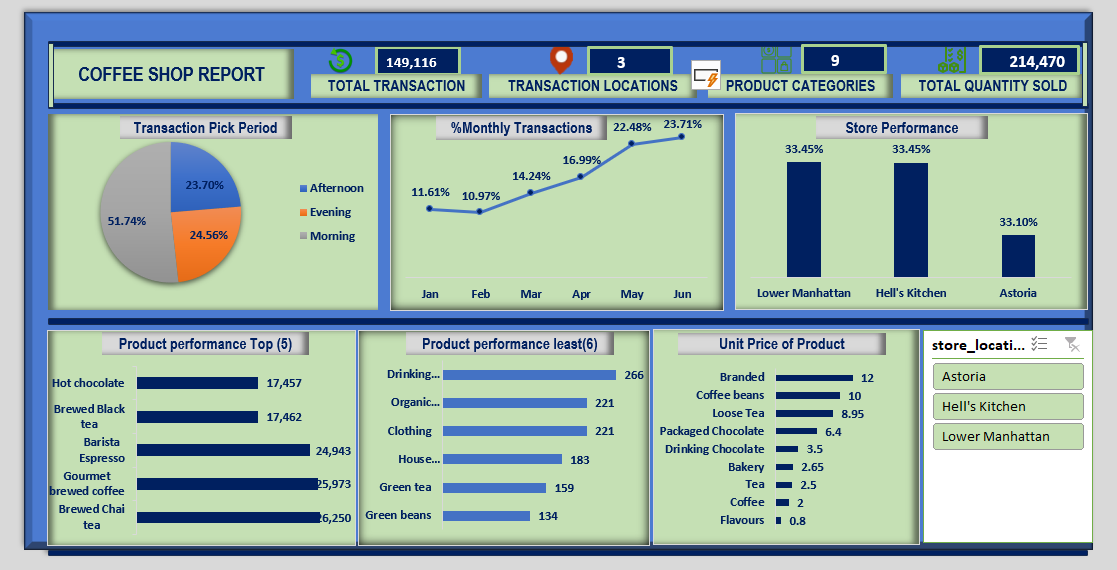 COFFEE SHOP REPORT
149,116
TOTAL TRANSACTION
3
TRANSACTION LOCATIONS
9
PRODUCT CATEGORIES
214,470
TOTAL QUANTITY SOLD
Transaction Pick Period
23.70%
24.56%
51.74%
Afternoon
Evening
Morning
%Monthly Transactions
11.61%
10.97%
14.24%
16.99%
22.48%
23.71%
Jan Feb Mar Apr May Jun
Store Performance
33.45% 33.45% 33.10%
Lower Manhattan Hell's Kitchen Astoria
Product performance Top (5)
Hot chocolate 17,457
Brewed Black
tea 17,462
Barista
Espresso 24,943
Gourmet
brewed coffee 25,973
Brewed Chai
tea 26,250
Product performance least(6)
Drinking... 266
Organic... 221
Clothing 221
House... 183
Green tea 159
Green beans 134
Unit Price of Product
Branded 12
Coffee beans 10
Loose Tea 8.95
Packaged Chocolate 6.4
Drinking Chocolate 3.5
Bakery 2.65
Tea 2.5
Coffee 2
Flavours 0.8
store_locati...
Astoria
Hell's Kitchen
Lower Manhattan